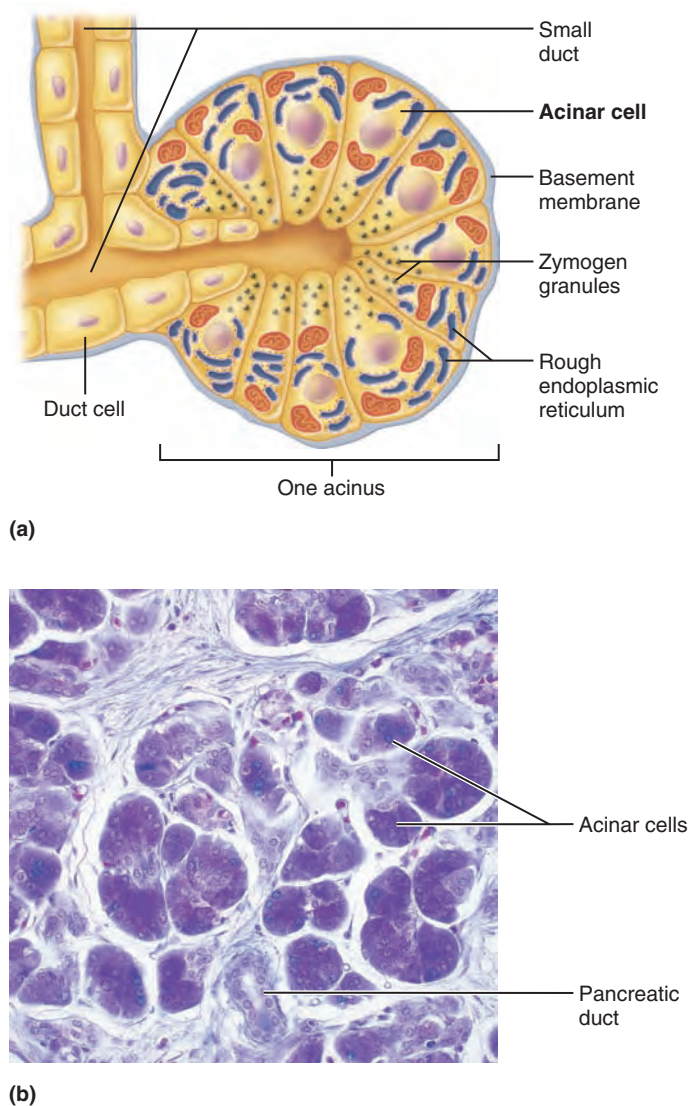 Small
duct
Acinar cell
Basement
membrane
Zymogen
granules
Rough
endoplasmic
reticulum
Duct cell
One acinus
(a)
Acinar cells
Pancreatic
duct
(b)